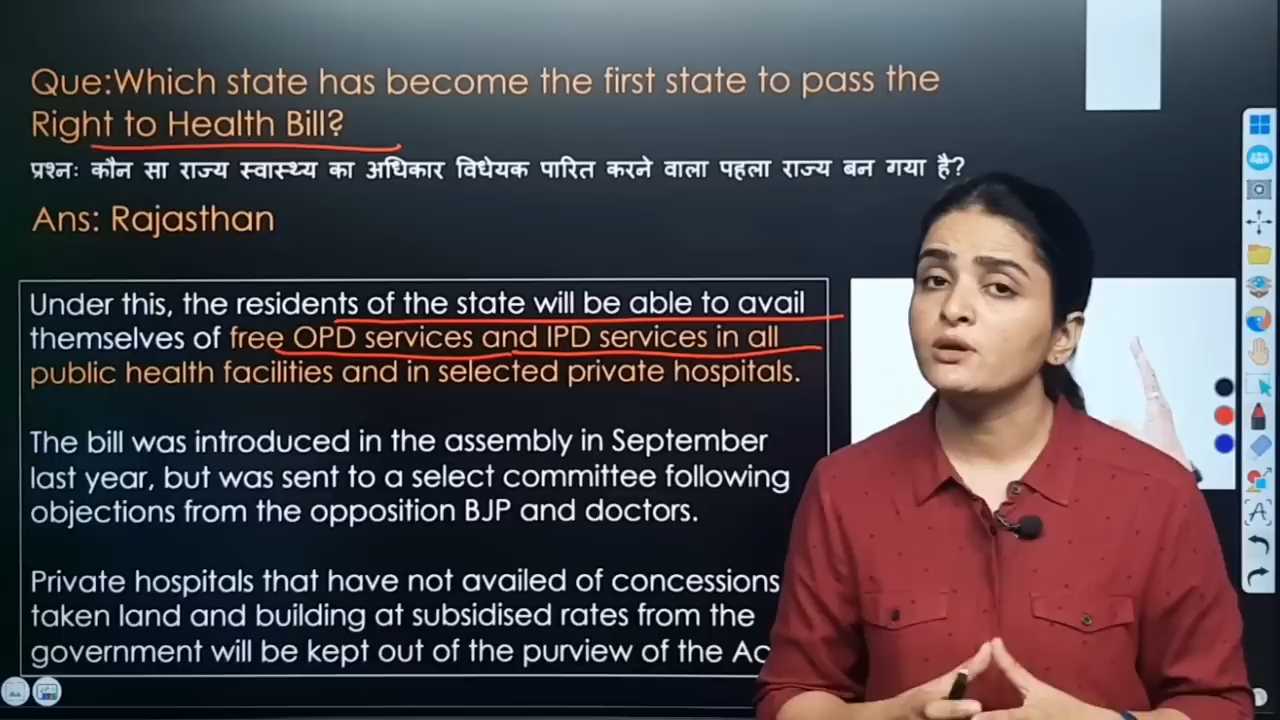 Que:Which state has become the first state to pass the
Right to Health Bill?
प्रश्नः कौन सा राज्य स्वास्थ्य का अधिकार विधेयक पारित करने वाला पहला राज्य बन गया है?
Ans: Rajasthan
Under this, the residents of the state will be able to avail
themselves of free OPD services and IPD services in all
public health facilities and in selected private hospitals.
The bill was introduced in the assembly in September
last year, but was sent to a select committee following
objections from the opposition BJP and doctors.
Private hospitals that have not availed of concessions
taken land and building at subsidised rates from the
government will be kept out of the purview of the